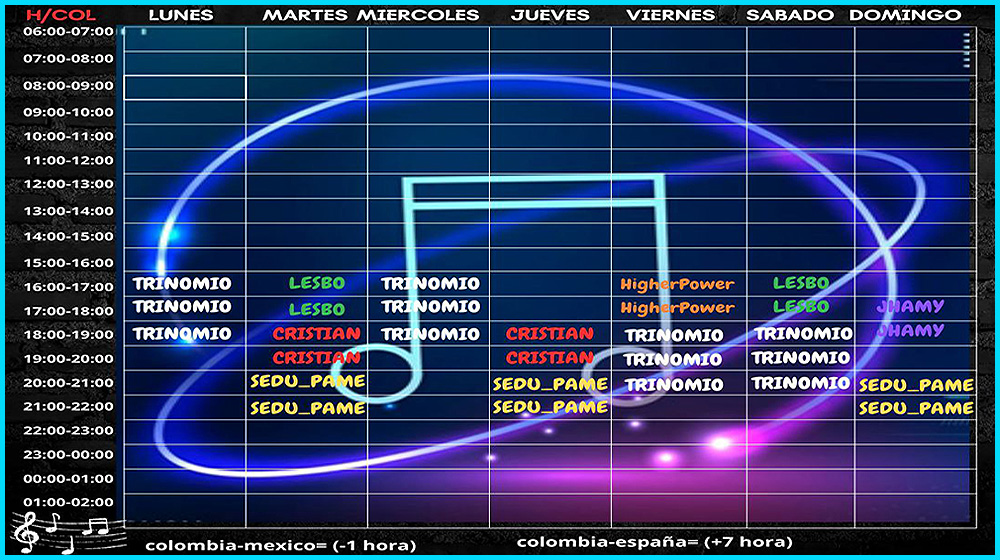 H/COL LUNES MARTES MIERCOLES JUEVES VIERNES SABADO DOMINGO
06:00-07:00
07:00-08:00
08:00-09:00
09:00-10:00
10:00-11:00
11:00-12:00
12:00-13:00
13:00-14:00
14:00-15:00
15:00-16:00
16:00-17:00 TRINOMIO LESBO TRINOMIO HigherPower LESBO
17:00-18:00 TRINOMIO LESBO TRINOMIO HigherPower LESBO JHAMY
18:00-19:00 TRINOMIO CRISTIAN TRINOMIO CRISTIAN TRINOMIO TRINOMIO JHAMY
19:00-20:00 CRISTIAN CRISTIAN TRINOMIO TRINOMIO
20:00-21:00 SEDU_PAME SEDU_PAME TRINOMIO TRINOMIO SEDU_PAME
21:00-22:00 SEDU_PAME SEDU_PAME SEDU_PAME
22:00-23:00
23:00-00:00
00:00-01:00
01:00-02:00
colombia-mexico= (-1 hora) colombia-españa= (+7 hora)